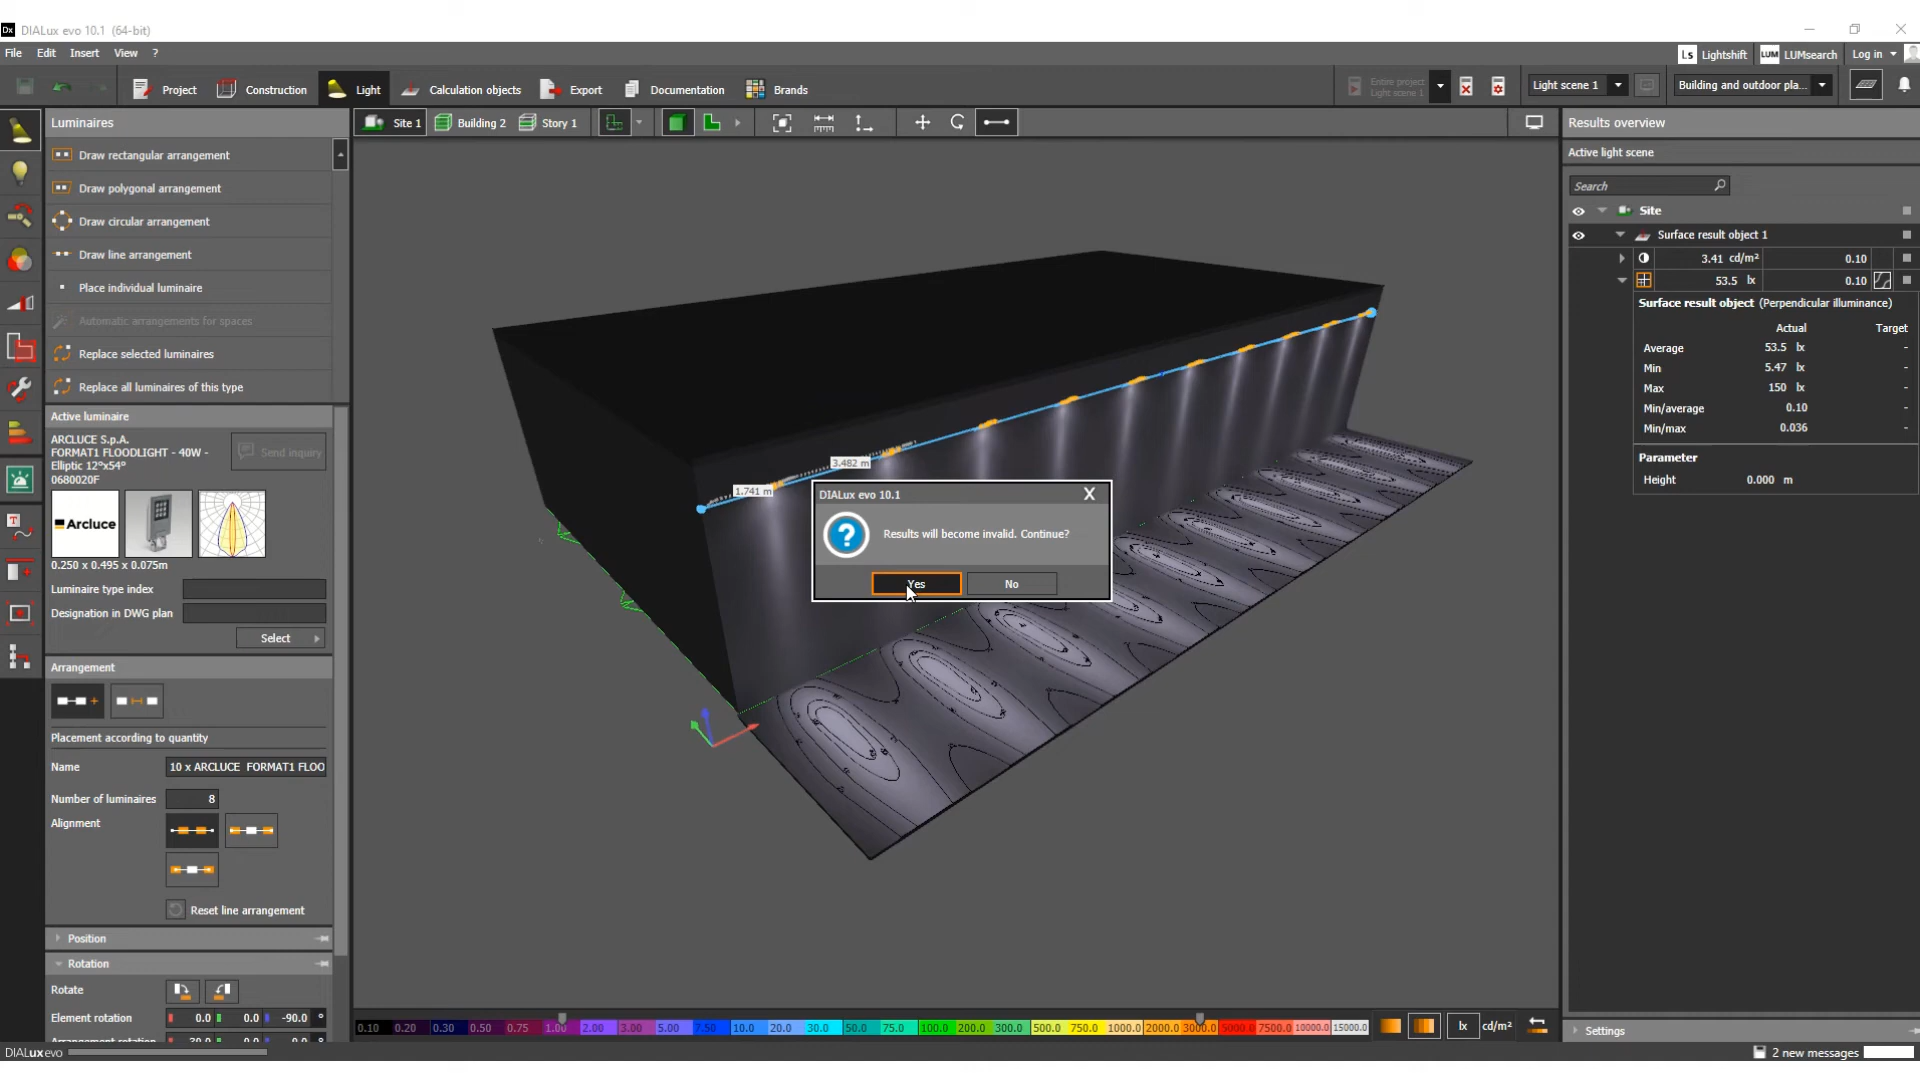 DIALux evo 10.1 (64-bit)
File Edit Insert View ?
Ls Lightshift LUM LUMsearch Log in
Project Construction Light Calculation objects Export Documentation Brands
Entire project
Light scene 1
Light scene 1
Building and outdoor pla...
Luminaires
Site 1 Building 2 Story 1
Results overview
Draw rectangular arrangement
Draw polygonal arrangement
Draw circular arrangement
Draw line arrangement
Place individual luminaire
Automatic arrangements for spaces
Replace selected luminaires
Replace all luminaires of this type
Active luminaire
ARCLUCE S.p.A.
FORMAT1 FLOODLIGHT - 40W -
Elliptic 12°x54°
0680020F
Send inquiry
Arcluce
0.250 x 0.495 x 0.075m
Luminaire type index
Designation in DWG plan
Select
Arrangement
Placement according to quantity
Name 10 x ARCLUCE FORMAT1 FLOO
Number of luminaires 8
Alignment
Reset line arrangement
Position
Rotation
Rotate
Element rotation 0.0 0.0 -90.0 °
3.482 m
1.741 m
DIALux evo 10.1 X
? Results will become invalid. Continue?
Yes No
Active light scene
Search
Site
Surface result object 1
3.41 cd/m² 0.10
53.5 lx 0.10
Surface result object (Perpendicular illuminance)
Actual Target
Average 53.5 lx -
Min 5.47 lx -
Max 150 lx -
Min/average 0.10 -
Min/max 0.036 -
Parameter
Height 0.000 m
0.10 0.20 0.30 0.50 0.75 1.00 2.00 3.00 5.00 7.50 10.0 20.0 30.0 50.0 75.0 100.0 200.0 300.0 500.0 750.0 1000.0 2000.0 3000.0 5000.0 7500.0 10000.0 15000.0
lx cd/m²
Settings
DIALux evo
2 new messages